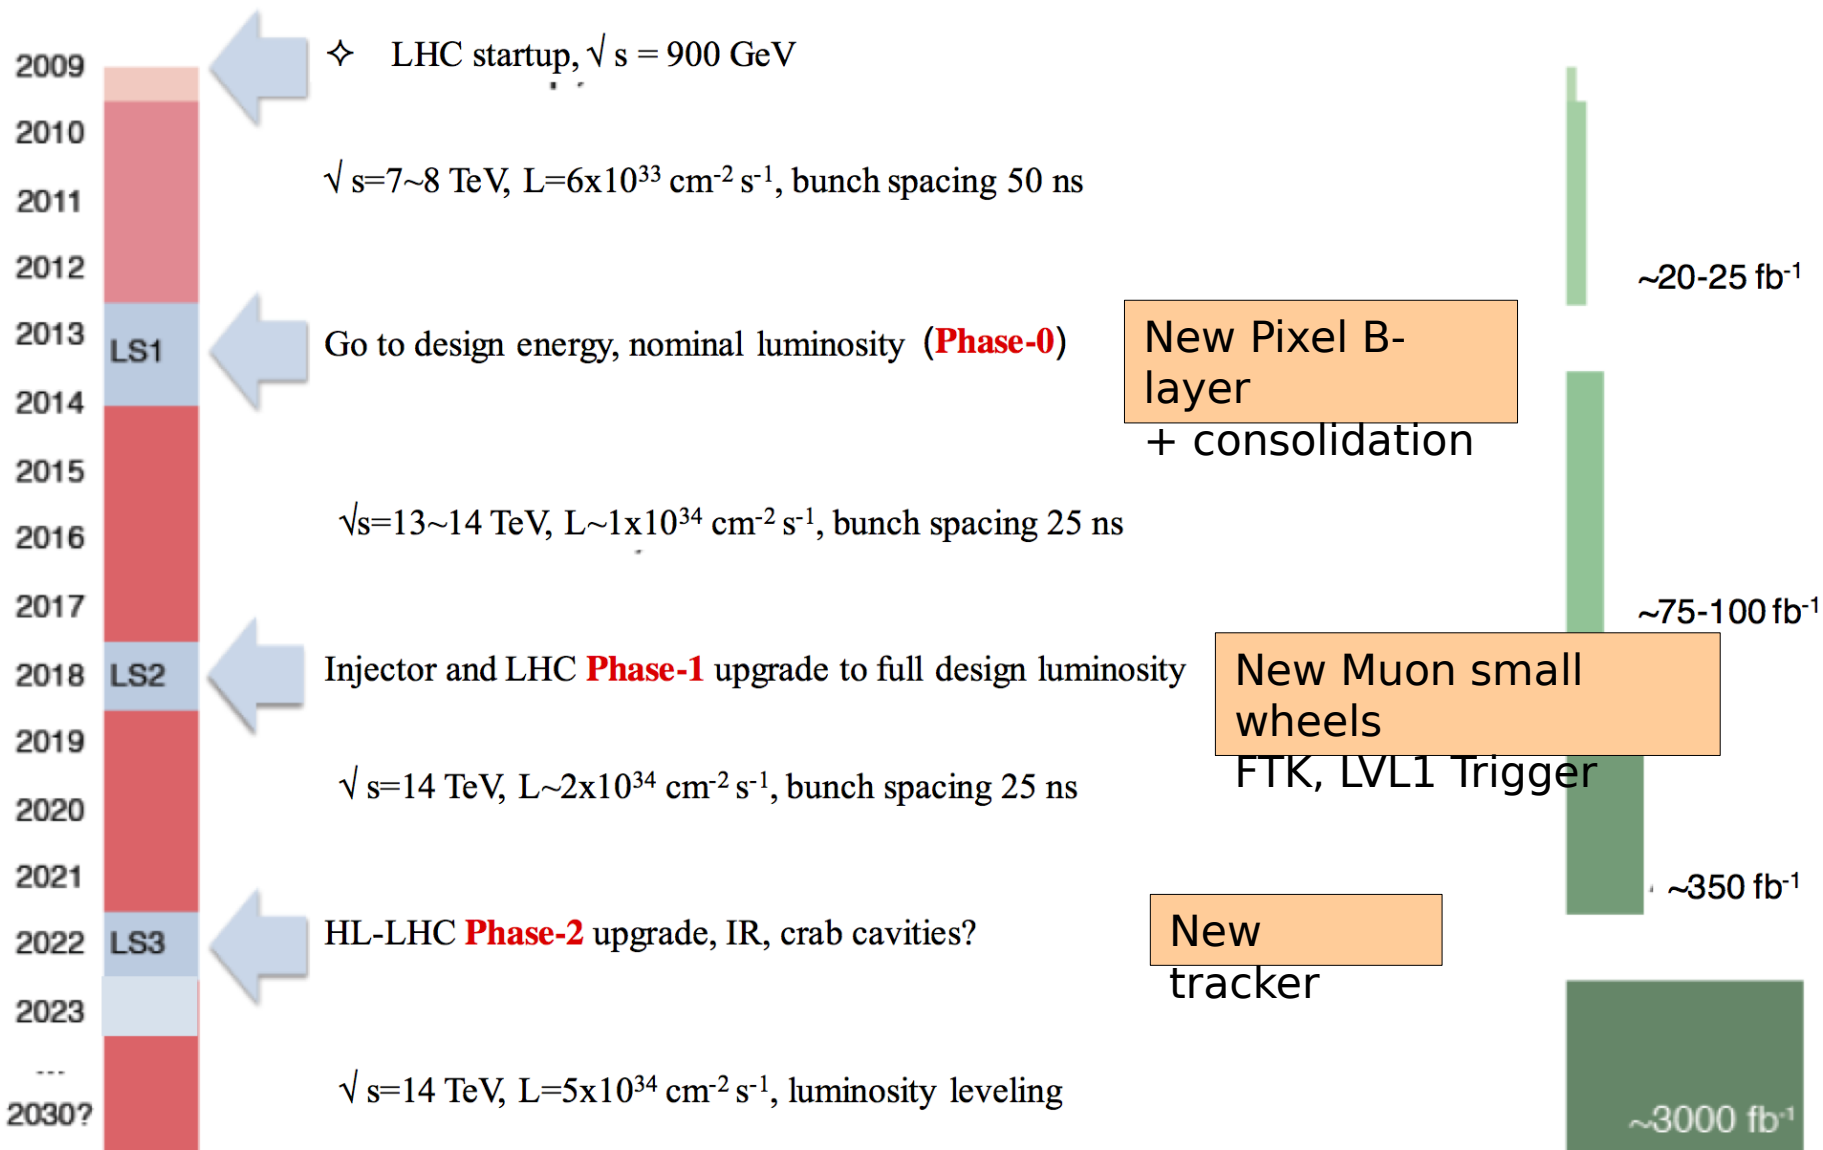 2009
✧ LHC startup, √ s = 900 GeV
2010
√ s=7~8 TeV, L=6x10³³ cm⁻² s⁻¹, bunch spacing 50 ns
2011
2012
~20-25 fb⁻¹
2013
LS1
Go to design energy, nominal luminosity (Phase-0)
New Pixel B-
layer
+ consolidation
2014
2015
√s=13~14 TeV, L~1x10³⁴ cm⁻² s⁻¹, bunch spacing 25 ns
2016
2017
~75-100 fb⁻¹
2018
LS2
Injector and LHC Phase-1 upgrade to full design luminosity
New Muon small
wheels
FTK, LVL1 Trigger
2019
√ s=14 TeV, L~2x10³⁴ cm⁻² s⁻¹, bunch spacing 25 ns
2020
2021
~350 fb⁻¹
2022
LS3
HL-LHC Phase-2 upgrade, IR, crab cavities?
New
tracker
2023
---
√ s=14 TeV, L=5x10³⁴ cm⁻² s⁻¹, luminosity leveling
2030?
~3000 fb⁻¹